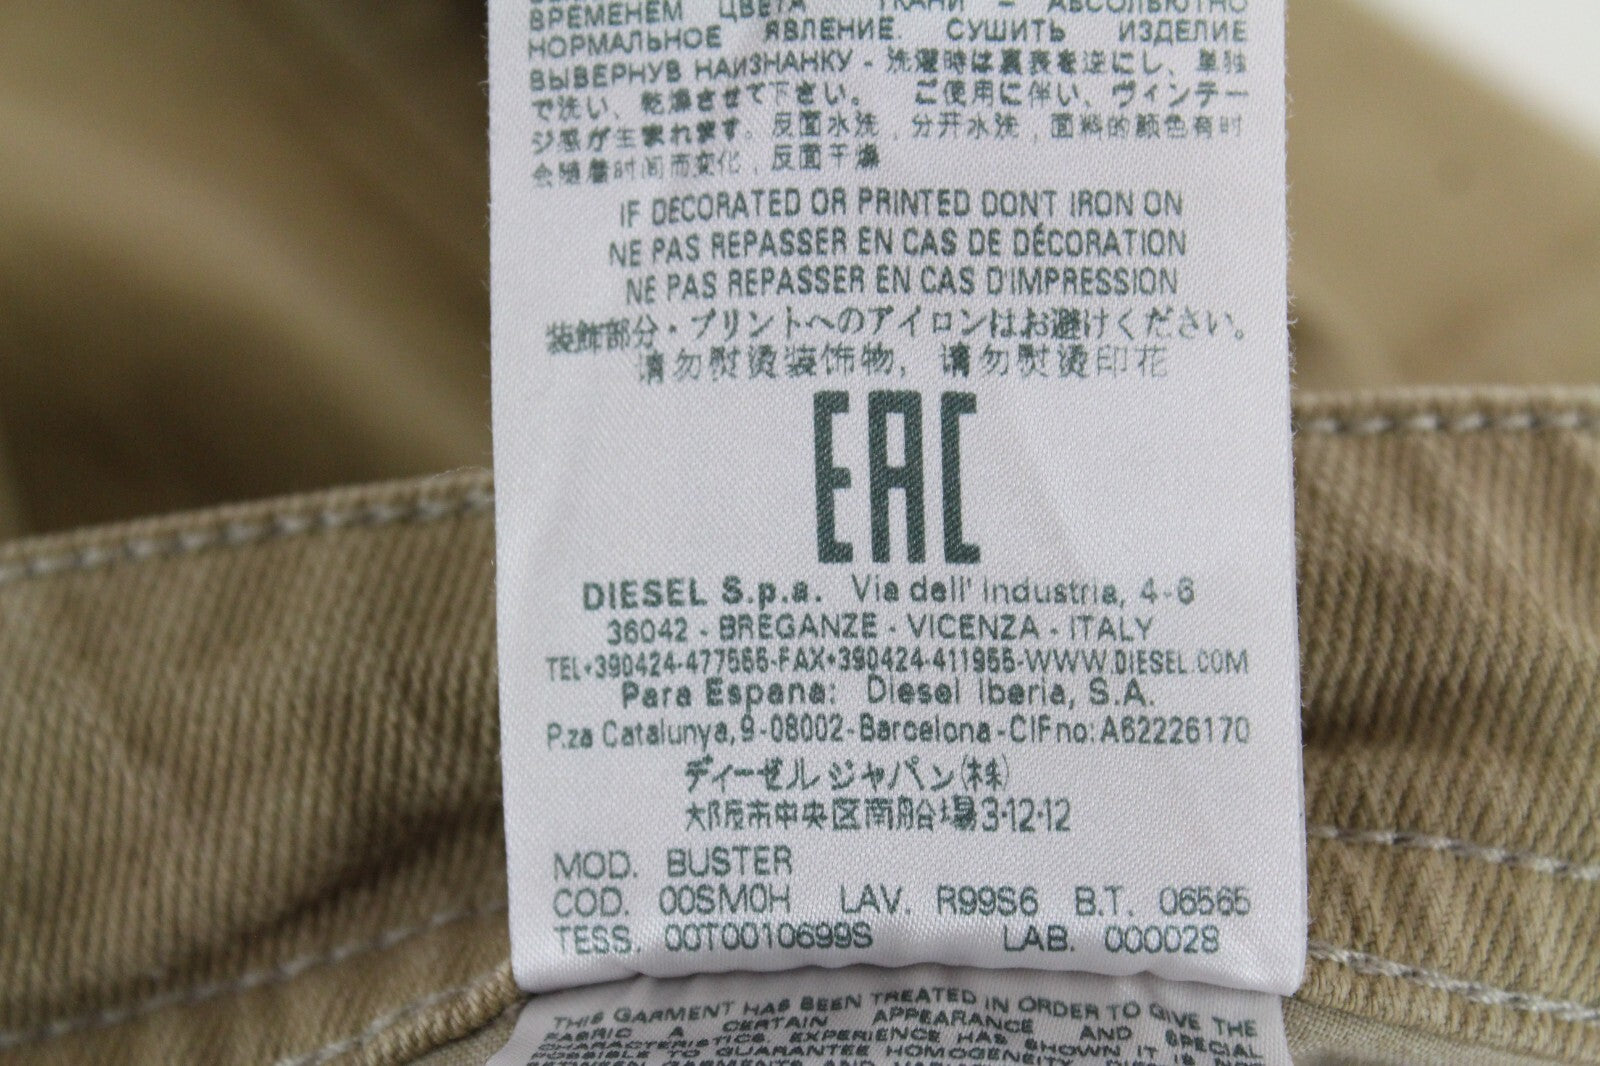 ВРЕМЕНЕМ ЦВЕТА ТКАНИ - АБСОЛЬЮТНО
НОРМАЛЬНОЕ ЯВЛЕНИЕ. СУШИТЬ ИЗДЕЛИЕ
ВЫВЕРНУВ НАИЗНАНКУ - 洗濯時は裏表を逆にし、単独
で洗い、乾燥させて下さい。 ご使用に伴い、ヴィンテー
ジ感が生まれます。反面水洗，分开水洗，面料的颜色有时
会随着时间而变化，反面干燥
IF DECORATED OR PRINTED DONT IRON ON
NE PAS REPASSER EN CAS DE DÉCORATION
NE PAS REPASSER EN CAS D'IMPRESSION
装飾部分・プリントへのアイロンはお避けください。
请勿熨烫装饰物，请勿熨烫印花
EAC
DIESEL S.p.a. Via dell' Industria, 4-6
36042 - BREGANZE - VICENZA - ITALY
TEL+390424-477555-FAX+390424-411955-WWW.DIESEL.COM
Para Espana: Diesel Iberia, S.A.
P.za Catalunya, 9-08002-Barcelona-CIFno: A62226170
ディーゼル ジャパン(株)
大阪市中央区南船場3-12-12
MOD. BUSTER
COD. 00SM0H LAV. R99S6 B.T. 06565
TESS. 00T0010699S LAB. 000028
THIS GARMENT HAS BEEN TREATED IN ORDER TO GIVE THE
FABRIC A CERTAIN APPEARANCE AND SPECIAL
CHARACTERISTICS. EXPERIENCE HAS SHOWN IT IS NOT
POSSIBLE TO GUARANTEE HOMOGENEITY